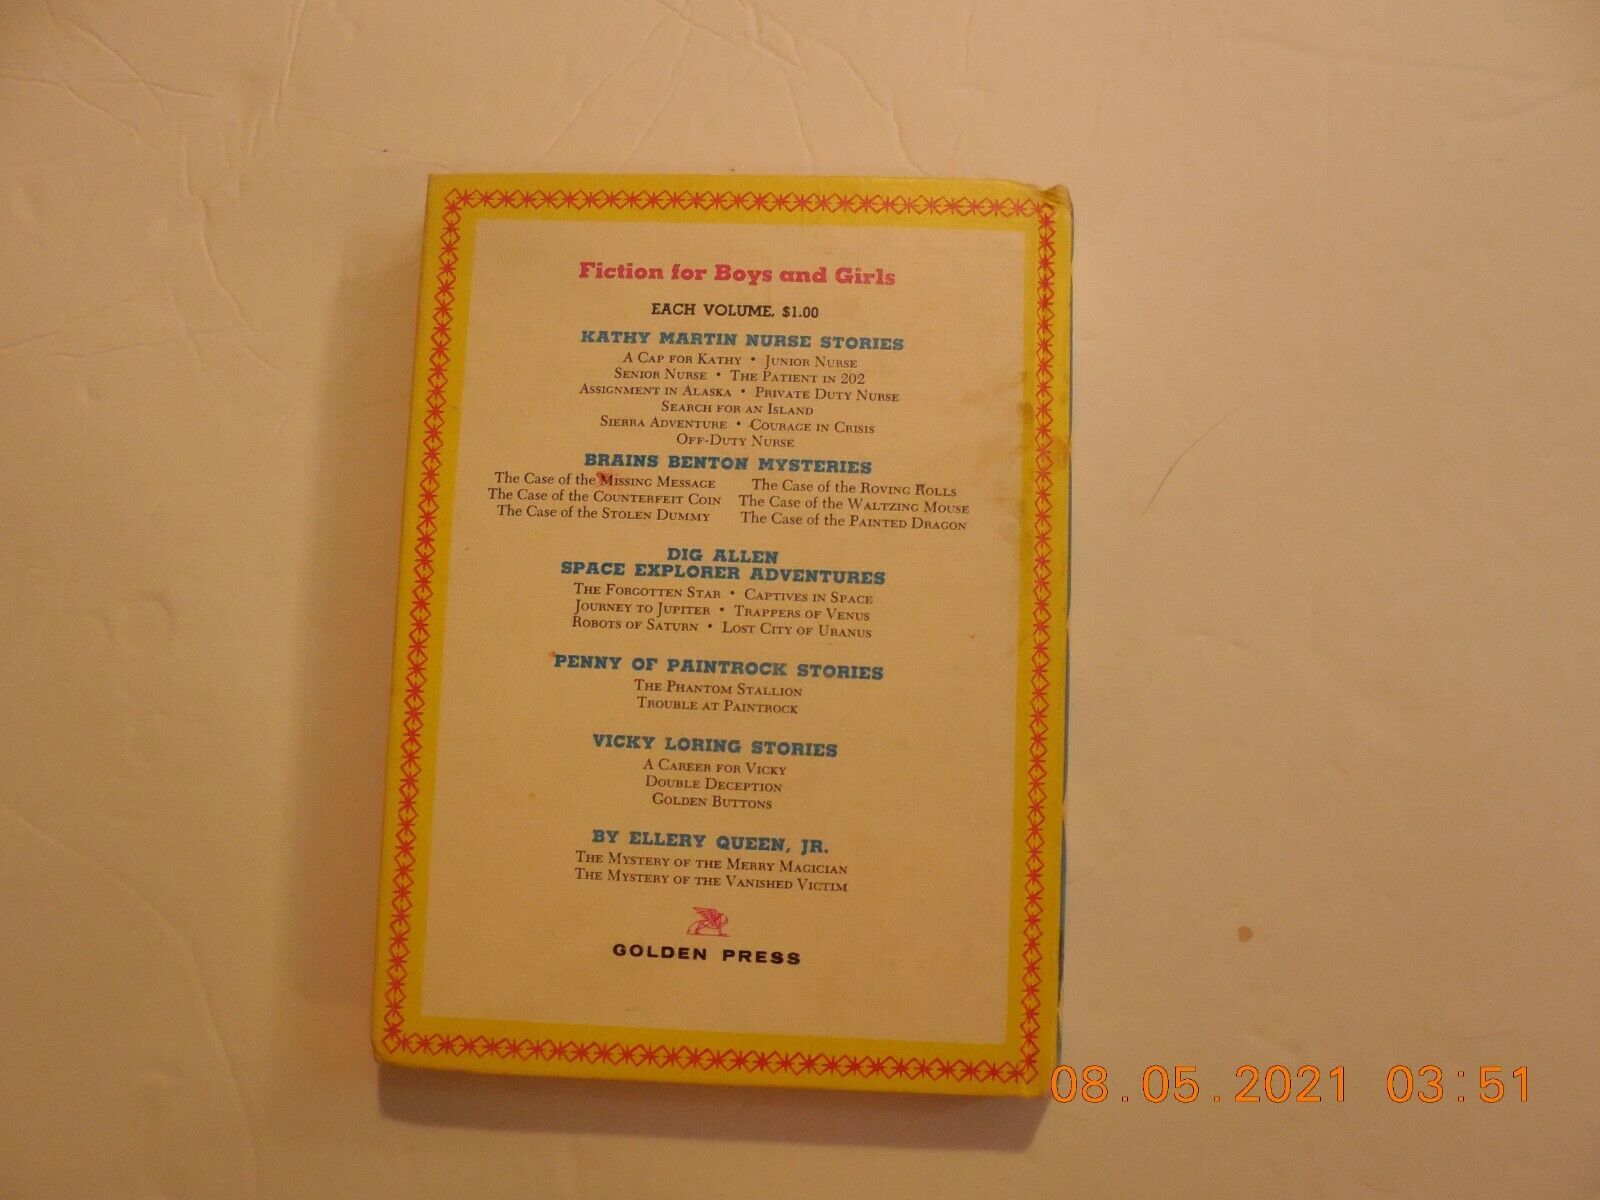 Fiction for Boys and Girls
EACH VOLUME, $1.00
KATHY MARTIN NURSE STORIES
A CAP FOR KATHY • JUNIOR NURSE
SENIOR NURSE • THE PATIENT IN 202
ASSIGNMENT IN ALASKA • PRIVATE DUTY NURSE
SEARCH FOR AN ISLAND
SIERRA ADVENTURE • COURAGE IN CRISIS
OFF-DUTY NURSE
BRAINS BENTON MYSTERIES
The Case of the MISSING MESSAGE The Case of the ROVING ROLLS
The Case of the COUNTERFEIT COIN The Case of the WALTZING MOUSE
The Case of the STOLEN DUMMY The Case of the PAINTED DRAGON
DIG ALLEN
SPACE EXPLORER ADVENTURES
THE FORGOTTEN STAR • CAPTIVES IN SPACE
JOURNEY TO JUPITER • TRAPPERS OF VENUS
ROBOTS OF SATURN • LOST CITY OF URANUS
PENNY OF PAINTROCK STORIES
THE PHANTOM STALLION
TROUBLE AT PAINTROCK
VICKY LORING STORIES
A CAREER FOR VICKY
DOUBLE DECEPTION
GOLDEN BUTTONS
BY ELLERY QUEEN, JR.
THE MYSTERY OF THE MERRY MAGICIAN
THE MYSTERY OF THE VANISHED VICTIM
GOLDEN PRESS
08.05.2021 03:51